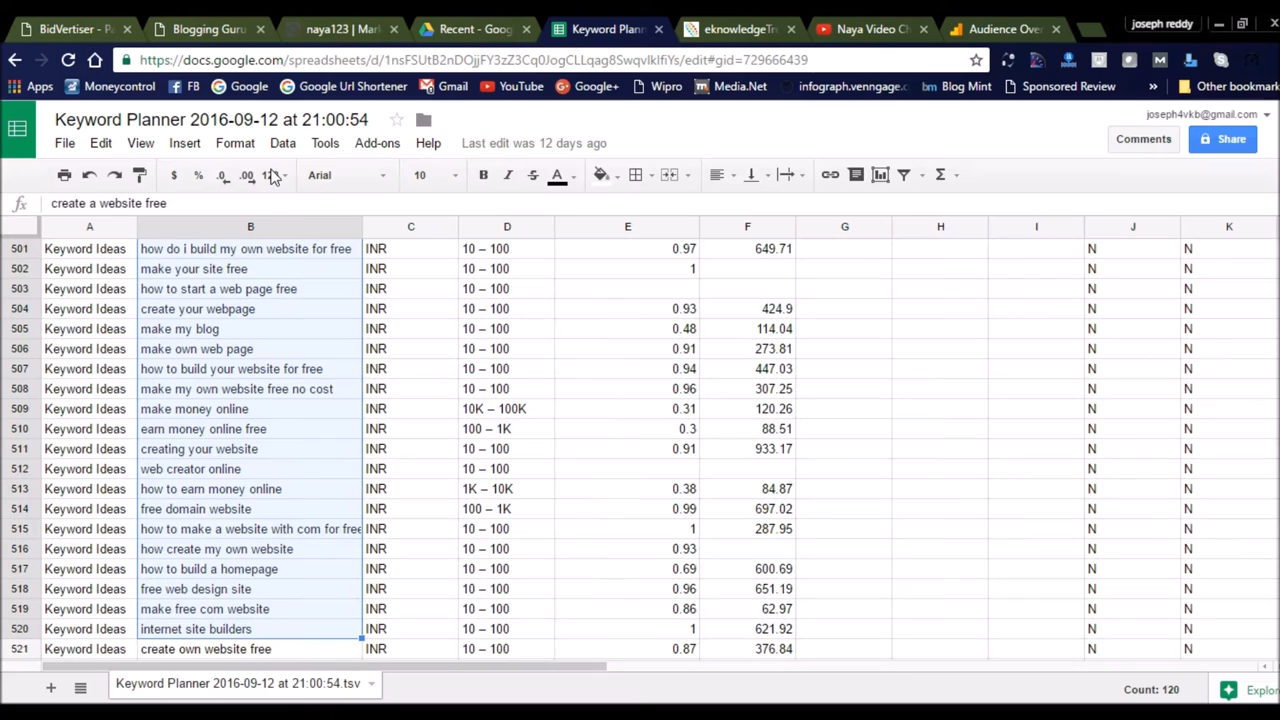 BidVertiser - Pa
Blogging Guru
naya123 | Mark
Recent - Goog
Keyword Plann
eknowledgeTre
Naya Video Ch
Audience Over
joseph reddy
https://docs.google.com/spreadsheets/d/1nsFSUtB2nDOjjFY3zZ3Cq0JogCLLqag8SwqvIkIfiYs/edit#gid=729666439
Apps Moneycontrol FB Google Google Url Shortener Gmail YouTube Google+ Wipro Media.Net infograph.venngage. bm Blog Mint Sponsored Review » Other bookmark
Keyword Planner 2016-09-12 at 21:00:54
joseph4vkb@gmail.com
File Edit View Insert Format Data Tools Add-ons Help Last edit was 12 days ago
Comments Share
$ % .0 .00 Arial 10 B I S A Σ
fx create a website free
A B C D E F G H I J K
501 Keyword Ideas how do i build my own website for free INR 10 – 100 0.97 649.71 N N
502 Keyword Ideas make your site free INR 10 – 100 1 N N
503 Keyword Ideas how to start a web page free INR 10 – 100 N N
504 Keyword Ideas create your webpage INR 10 – 100 0.93 424.9 N N
505 Keyword Ideas make my blog INR 10 – 100 0.48 114.04 N N
506 Keyword Ideas make own web page INR 10 – 100 0.91 273.81 N N
507 Keyword Ideas how to build your website for free INR 10 – 100 0.94 447.03 N N
508 Keyword Ideas make my own website free no cost INR 10 – 100 0.96 307.25 N N
509 Keyword Ideas make money online INR 10K – 100K 0.31 120.26 N N
510 Keyword Ideas earn money online free INR 100 – 1K 0.3 88.51 N N
511 Keyword Ideas creating your website INR 10 – 100 0.91 933.17 N N
512 Keyword Ideas web creator online INR 10 – 100 N N
513 Keyword Ideas how to earn money online INR 1K – 10K 0.38 84.87 N N
514 Keyword Ideas free domain website INR 100 – 1K 0.99 697.02 N N
515 Keyword Ideas how to make a website with com for free INR 10 – 100 1 287.95 N N
516 Keyword Ideas how create my own website INR 10 – 100 0.93 N N
517 Keyword Ideas how to build a homepage INR 10 – 100 0.69 600.69 N N
518 Keyword Ideas free web design site INR 10 – 100 0.96 651.19 N N
519 Keyword Ideas make free com website INR 10 – 100 0.86 62.97 N N
520 Keyword Ideas internet site builders INR 10 – 100 1 621.92 N N
521 Keyword Ideas create own website free INR 10 – 100 0.87 376.84 N N
+ Keyword Planner 2016-09-12 at 21:00:54.tsv
Count: 120
Explor